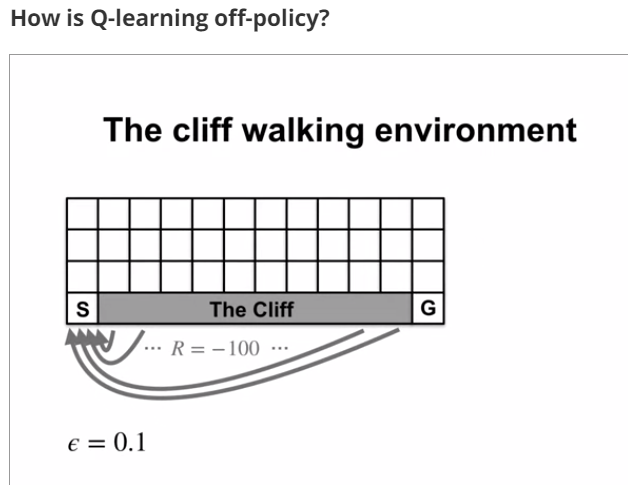 How is Q-learning off-policy?
The cliff walking environment
S The Cliff G
··· R = −100 ···
ϵ = 0.1